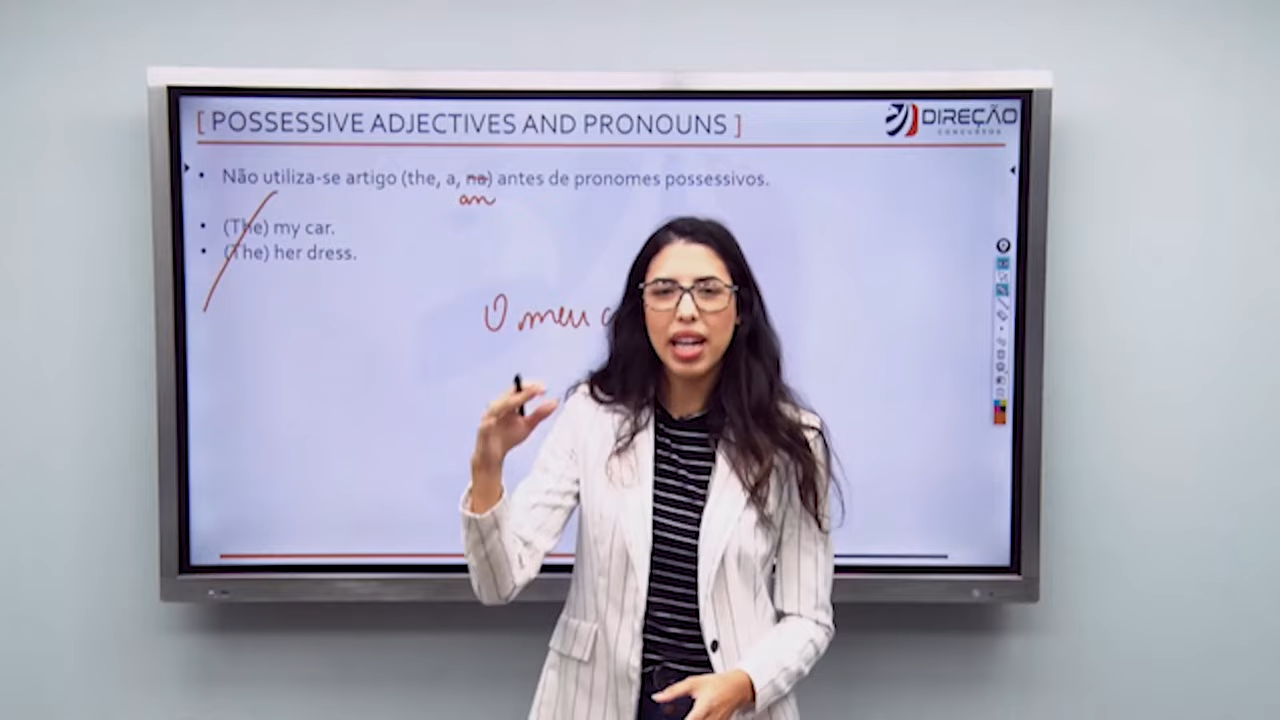 [ POSSESSIVE ADJECTIVES AND PRONOUNS ]
DIREÇÃO
CONCURSOS
• Não utiliza-se artigo (the, a, na) antes de pronomes possessivos.
an
• (The) my car.
• (The) her dress.
O meu c